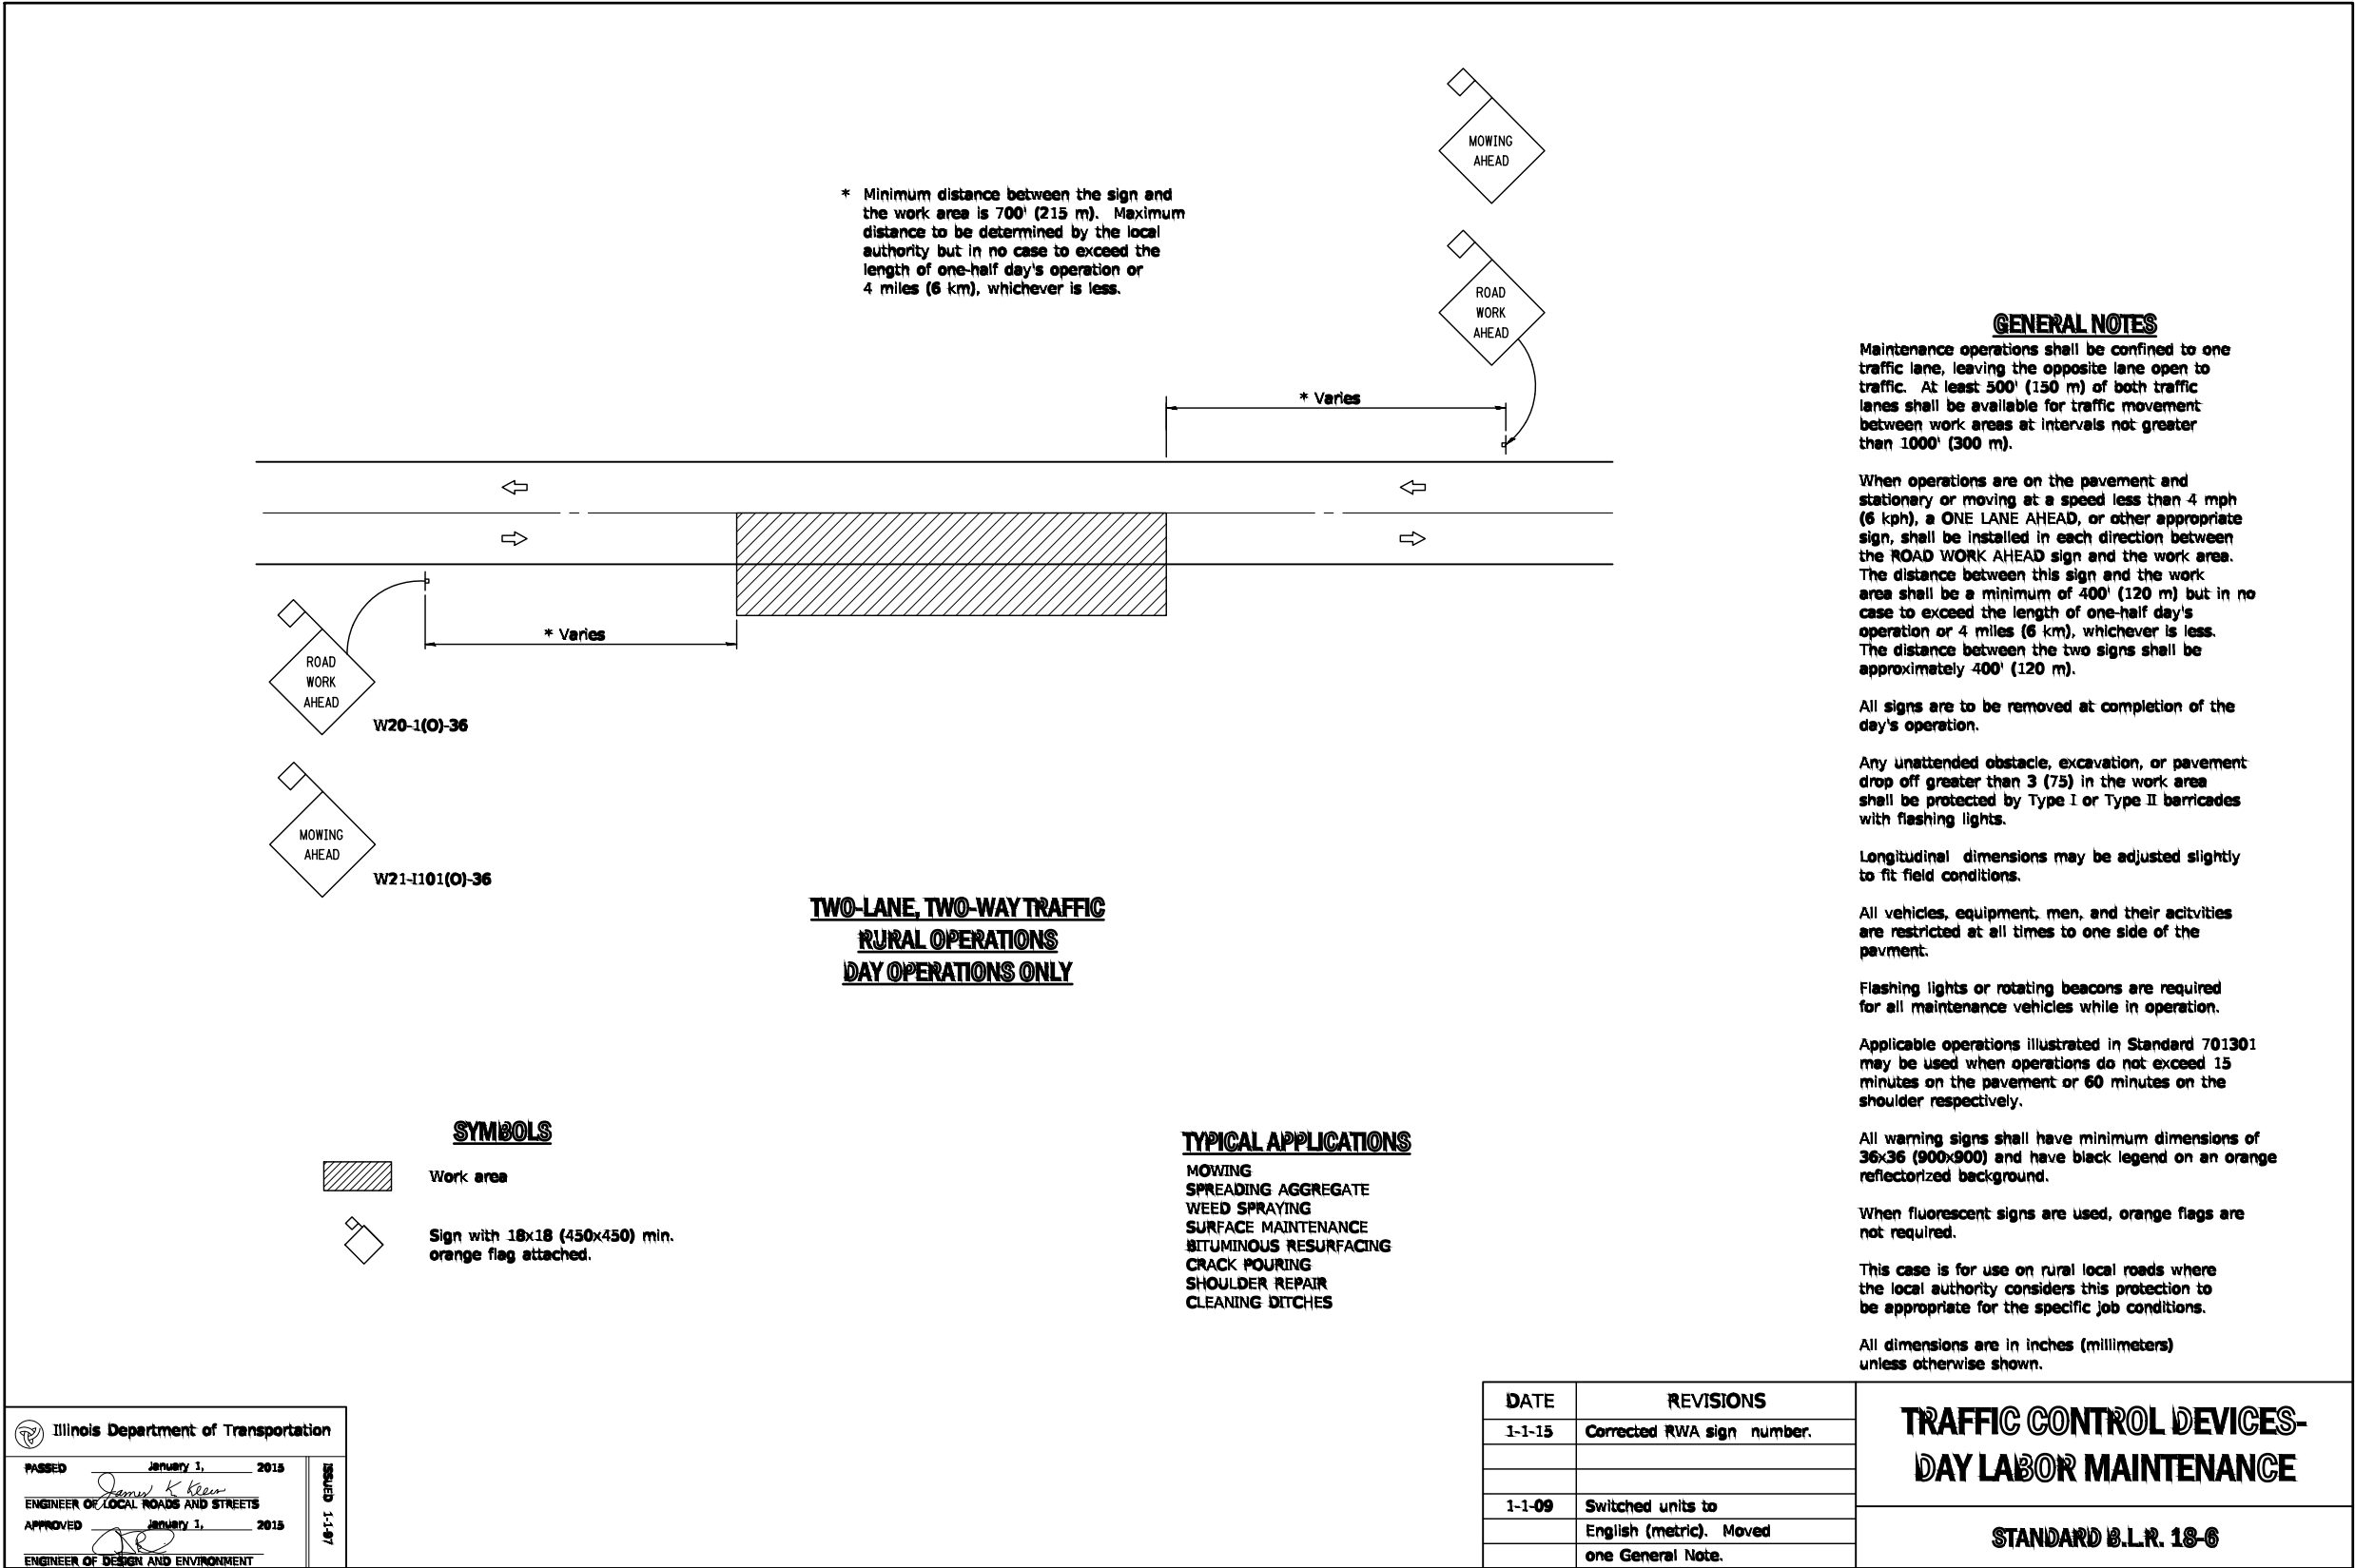 MOWING
AHEAD
* Minimum distance between the sign and
the work area is 700' (215 m). Maximum
distance to be determined by the local
authority but in no case to exceed the
length of one-half day's operation or
4 miles (6 km), whichever is less.
ROAD
WORK
AHEAD
* Varies
* Varies
ROAD
WORK
AHEAD
W20-1(O)-36
MOWING
AHEAD
W21-I101(O)-36
TWO-LANE, TWO-WAY TRAFFIC
RURAL OPERATIONS
DAY OPERATIONS ONLY
SYMBOLS
Work area
Sign with 18x18 (450x450) min.
orange flag attached.
TYPICAL APPLICATIONS
MOWING
SPREADING AGGREGATE
WEED SPRAYING
SURFACE MAINTENANCE
BITUMINOUS RESURFACING
CRACK POURING
SHOULDER REPAIR
CLEANING DITCHES
GENERAL NOTES
Maintenance operations shall be confined to one
traffic lane, leaving the opposite lane open to
traffic. At least 500' (150 m) of both traffic
lanes shall be available for traffic movement
between work areas at intervals not greater
than 1000' (300 m).
When operations are on the pavement and
stationary or moving at a speed less than 4 mph
(6 kph), a ONE LANE AHEAD, or other appropriate
sign, shall be installed in each direction between
the ROAD WORK AHEAD sign and the work area.
The distance between this sign and the work
area shall be a minimum of 400' (120 m) but in no
case to exceed the length of one-half day's
operation or 4 miles (6 km), whichever is less.
The distance between the two signs shall be
approximately 400' (120 m).
All signs are to be removed at completion of the
day's operation.
Any unattended obstacle, excavation, or pavement
drop off greater than 3 (75) in the work area
shall be protected by Type I or Type II barricades
with flashing lights.
Longitudinal dimensions may be adjusted slightly
to fit field conditions.
All vehicles, equipment, men, and their acitvities
are restricted at all times to one side of the
pavment.
Flashing lights or rotating beacons are required
for all maintenance vehicles while in operation.
Applicable operations illustrated in Standard 701301
may be used when operations do not exceed 15
minutes on the pavement or 60 minutes on the
shoulder respectively.
All warning signs shall have minimum dimensions of
36x36 (900x900) and have black legend on an orange
reflectorized background.
When fluorescent signs are used, orange flags are
not required.
This case is for use on rural local roads where
the local authority considers this protection to
be appropriate for the specific job conditions.
All dimensions are in inches (millimeters)
unless otherwise shown.
Illinois Department of Transportation
PASSED January 1, 2015
James K Klein
ENGINEER OF LOCAL ROADS AND STREETS
APPROVED January 1, 2015
ENGINEER OF DESIGN AND ENVIRONMENT
ISSUED 1-1-97
DATE REVISIONS
1-1-15 Corrected RWA sign number.
1-1-09 Switched units to
English (metric). Moved
one General Note.
TRAFFIC CONTROL DEVICES-
DAY LABOR MAINTENANCE
STANDARD B.L.R. 18-6